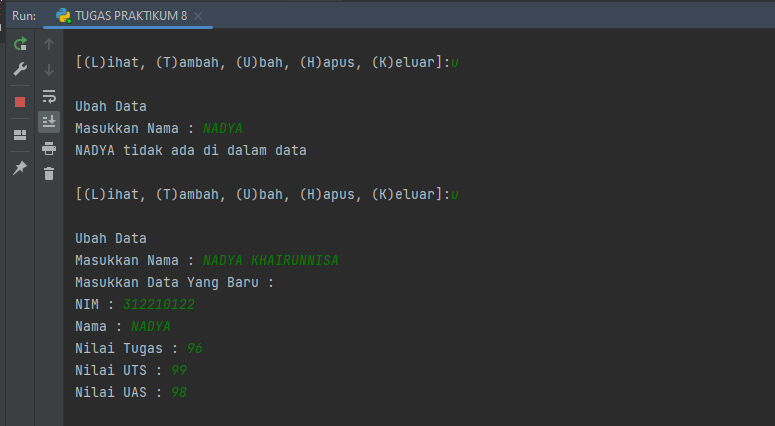 Run: TUGAS PRAKTIKUM 8
[(L)ihat, (T)ambah, (U)bah, (H)apus, (K)eluar]:u
Ubah Data
Masukkan Nama : NADYA
NADYA tidak ada di dalam data
[(L)ihat, (T)ambah, (U)bah, (H)apus, (K)eluar]:u
Ubah Data
Masukkan Nama : NADYA KHAIRUNNISA
Masukkan Data Yang Baru :
NIM : 312210122
Nama : NADYA
Nilai Tugas : 96
Nilai UTS : 99
Nilai UAS : 98